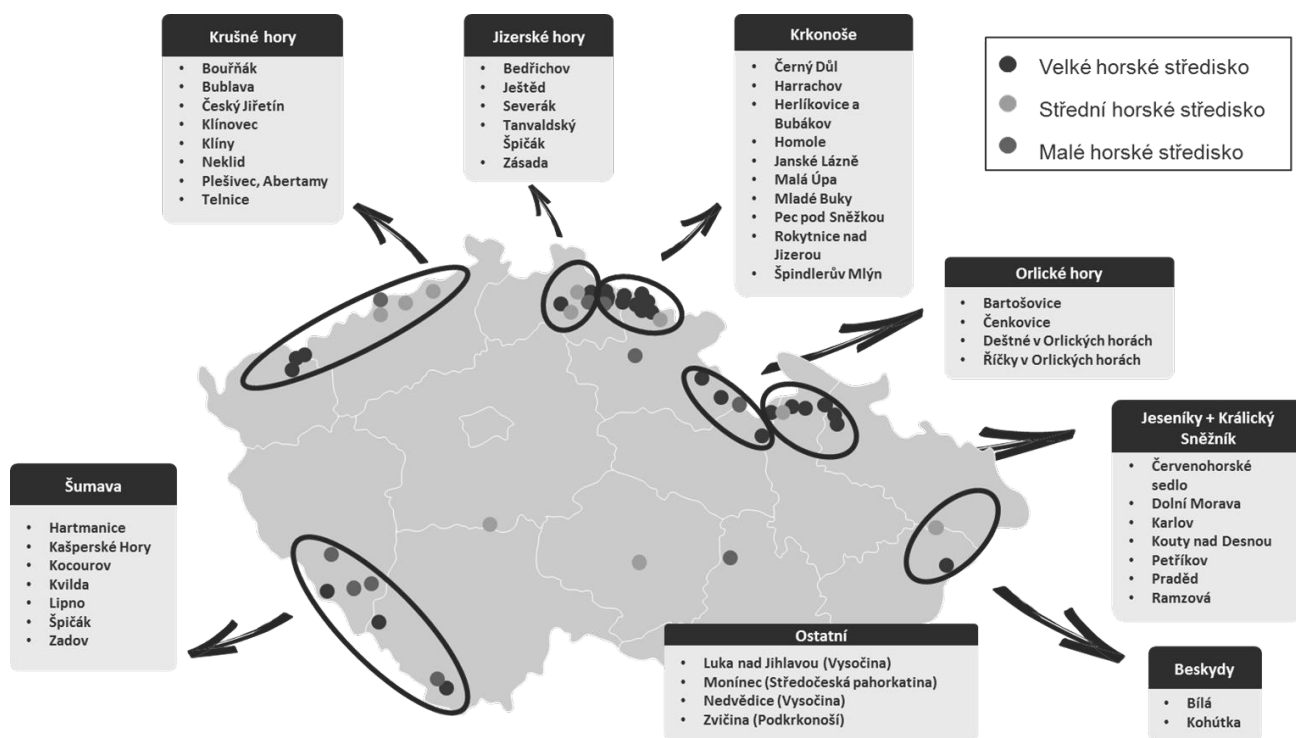 Krušné hory
• Bouřňák
• Bublava
• Český Jiřetín
• Klínovec
• Klíny
• Neklid
• Plešivec, Abertamy
• Telnice
Jizerské hory
• Bedřichov
• Ještěd
• Severák
• Tanvaldský
Špičák
• Zásada
Krkonoše
• Černý Důl
• Harrachov
• Herlíkovice a
Bubákov
• Homole
• Janské Lázně
• Malá Úpa
• Mladé Buky
• Pec pod Sněžkou
• Rokytnice nad
Jizerou
• Špindlerův Mlýn
Velké horské středisko
Střední horské středisko
Malé horské středisko
Orlické hory
• Bartošovice
• Čenkovice
• Deštné v Orlických horách
• Říčky v Orlických horách
Jeseníky + Králický
Sněžník
• Červenohorské
sedlo
• Dolní Morava
• Karlov
• Kouty nad Desnou
• Petříkov
• Praděd
• Ramzová
Šumava
• Hartmanice
• Kašperské Hory
• Kocourov
• Kvilda
• Lipno
• Špičák
• Zadov
Ostatní
• Luka nad Jihlavou (Vysočina)
• Monínec (Středočeská pahorkatina)
• Nedvědice (Vysočina)
• Zvičina (Podkrkonoší)
Beskydy
• Bílá
• Kohútka